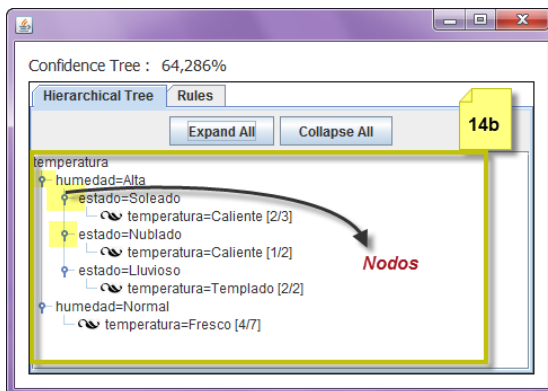 Confidence Tree : 64,286%
Hierarchical Tree Rules
Expand All Collapse All
14b
temperatura
humedad=Alta
estado=Soleado
temperatura=Caliente [2/3]
estado=Nublado
temperatura=Caliente [1/2]
Nodos
estado=Lluvioso
temperatura=Templado [2/2]
humedad=Normal
temperatura=Fresco [4/7]